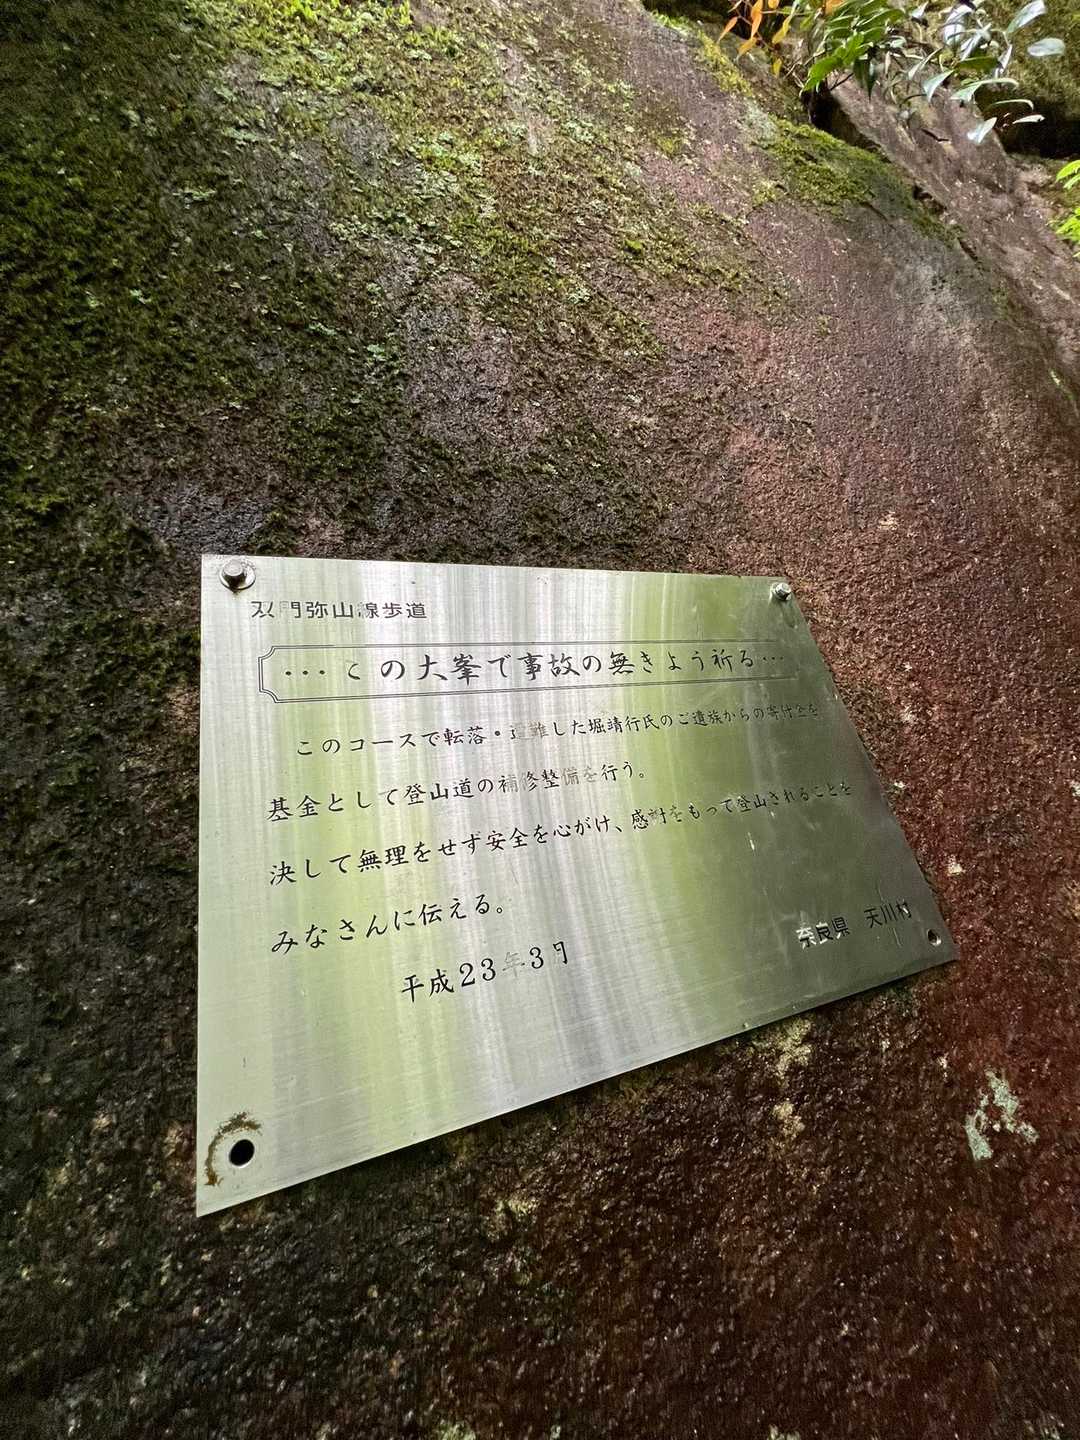 双門弥山線歩道
・・・この大峯で事故の無きよう祈る・・・
このコースで転落・遭難した堀靖行氏のご遺族からの寄付金を
基金として登山道の補修整備を行う。
決して無理をせず安全を心がけ、感謝をもって登山されることを
みなさんに伝える。
平成23年3月
奈良県 天川村